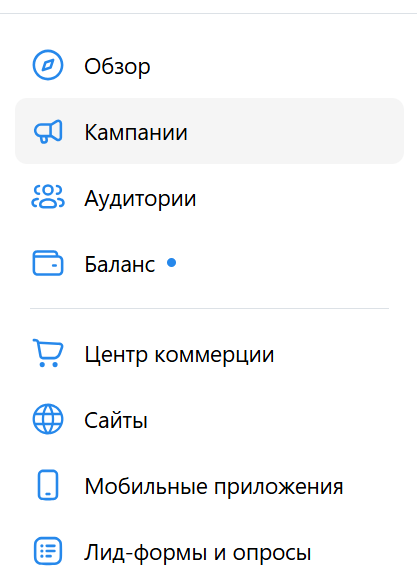 Обзор
Кампании
Аудитории
Баланс
Центр коммерции
Сайты
Мобильные приложения
Лид-формы и опросы